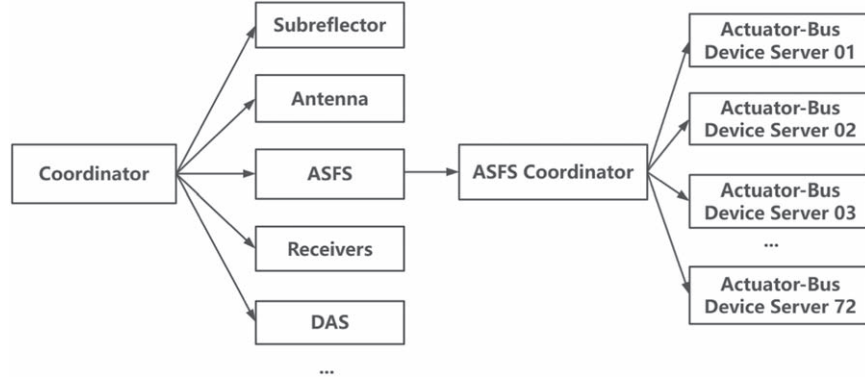 Coordinator
Subreflector
Antenna
ASFS
Receivers
DAS
...
ASFS Coordinator
Actuator-Bus
Device Server 01
Actuator-Bus
Device Server 02
Actuator-Bus
Device Server 03
...
Actuator-Bus
Device Server 72